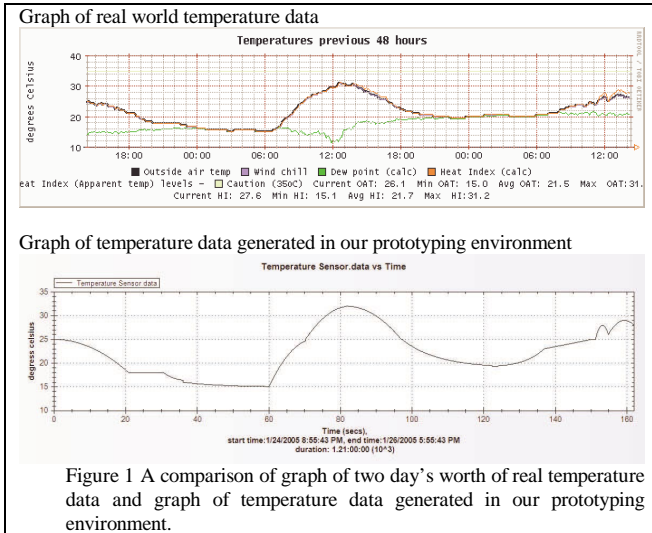 Graph of real world temperature data
Temperatures previous 48 hours
degrees Celsius
40
30
20
10
18:00 00:00 06:00 12:00 18:00 00:00 06:00 12:00
Outside air temp Wind chill Dew point (calc) Heat Index (calc)
eat Index (Apparent temp) levels - Caution (35oC) Current OAT: 26.1 Min OAT: 15.0 Avg OAT: 21.5 Max OAT:31.
Current HI: 27.6 Min HI: 15.1 Avg HI: 21.7 Max HI:31.2
Graph of temperature data generated in our prototyping environment
Temperature Sensor.data vs Time
Temperature Sensor.data
degress celsius
35
30
25
20
15
10
0 20 40 60 80 100 120 140 160
Time (secs),
start time:1/24/2005 8:55:43 PM, end time:1/26/2005 5:55:43 PM
duration: 1.21:00:00 (10^3)
Figure 1 A comparison of graph of two day's worth of real temperature
data and graph of temperature data generated in our prototyping
environment.